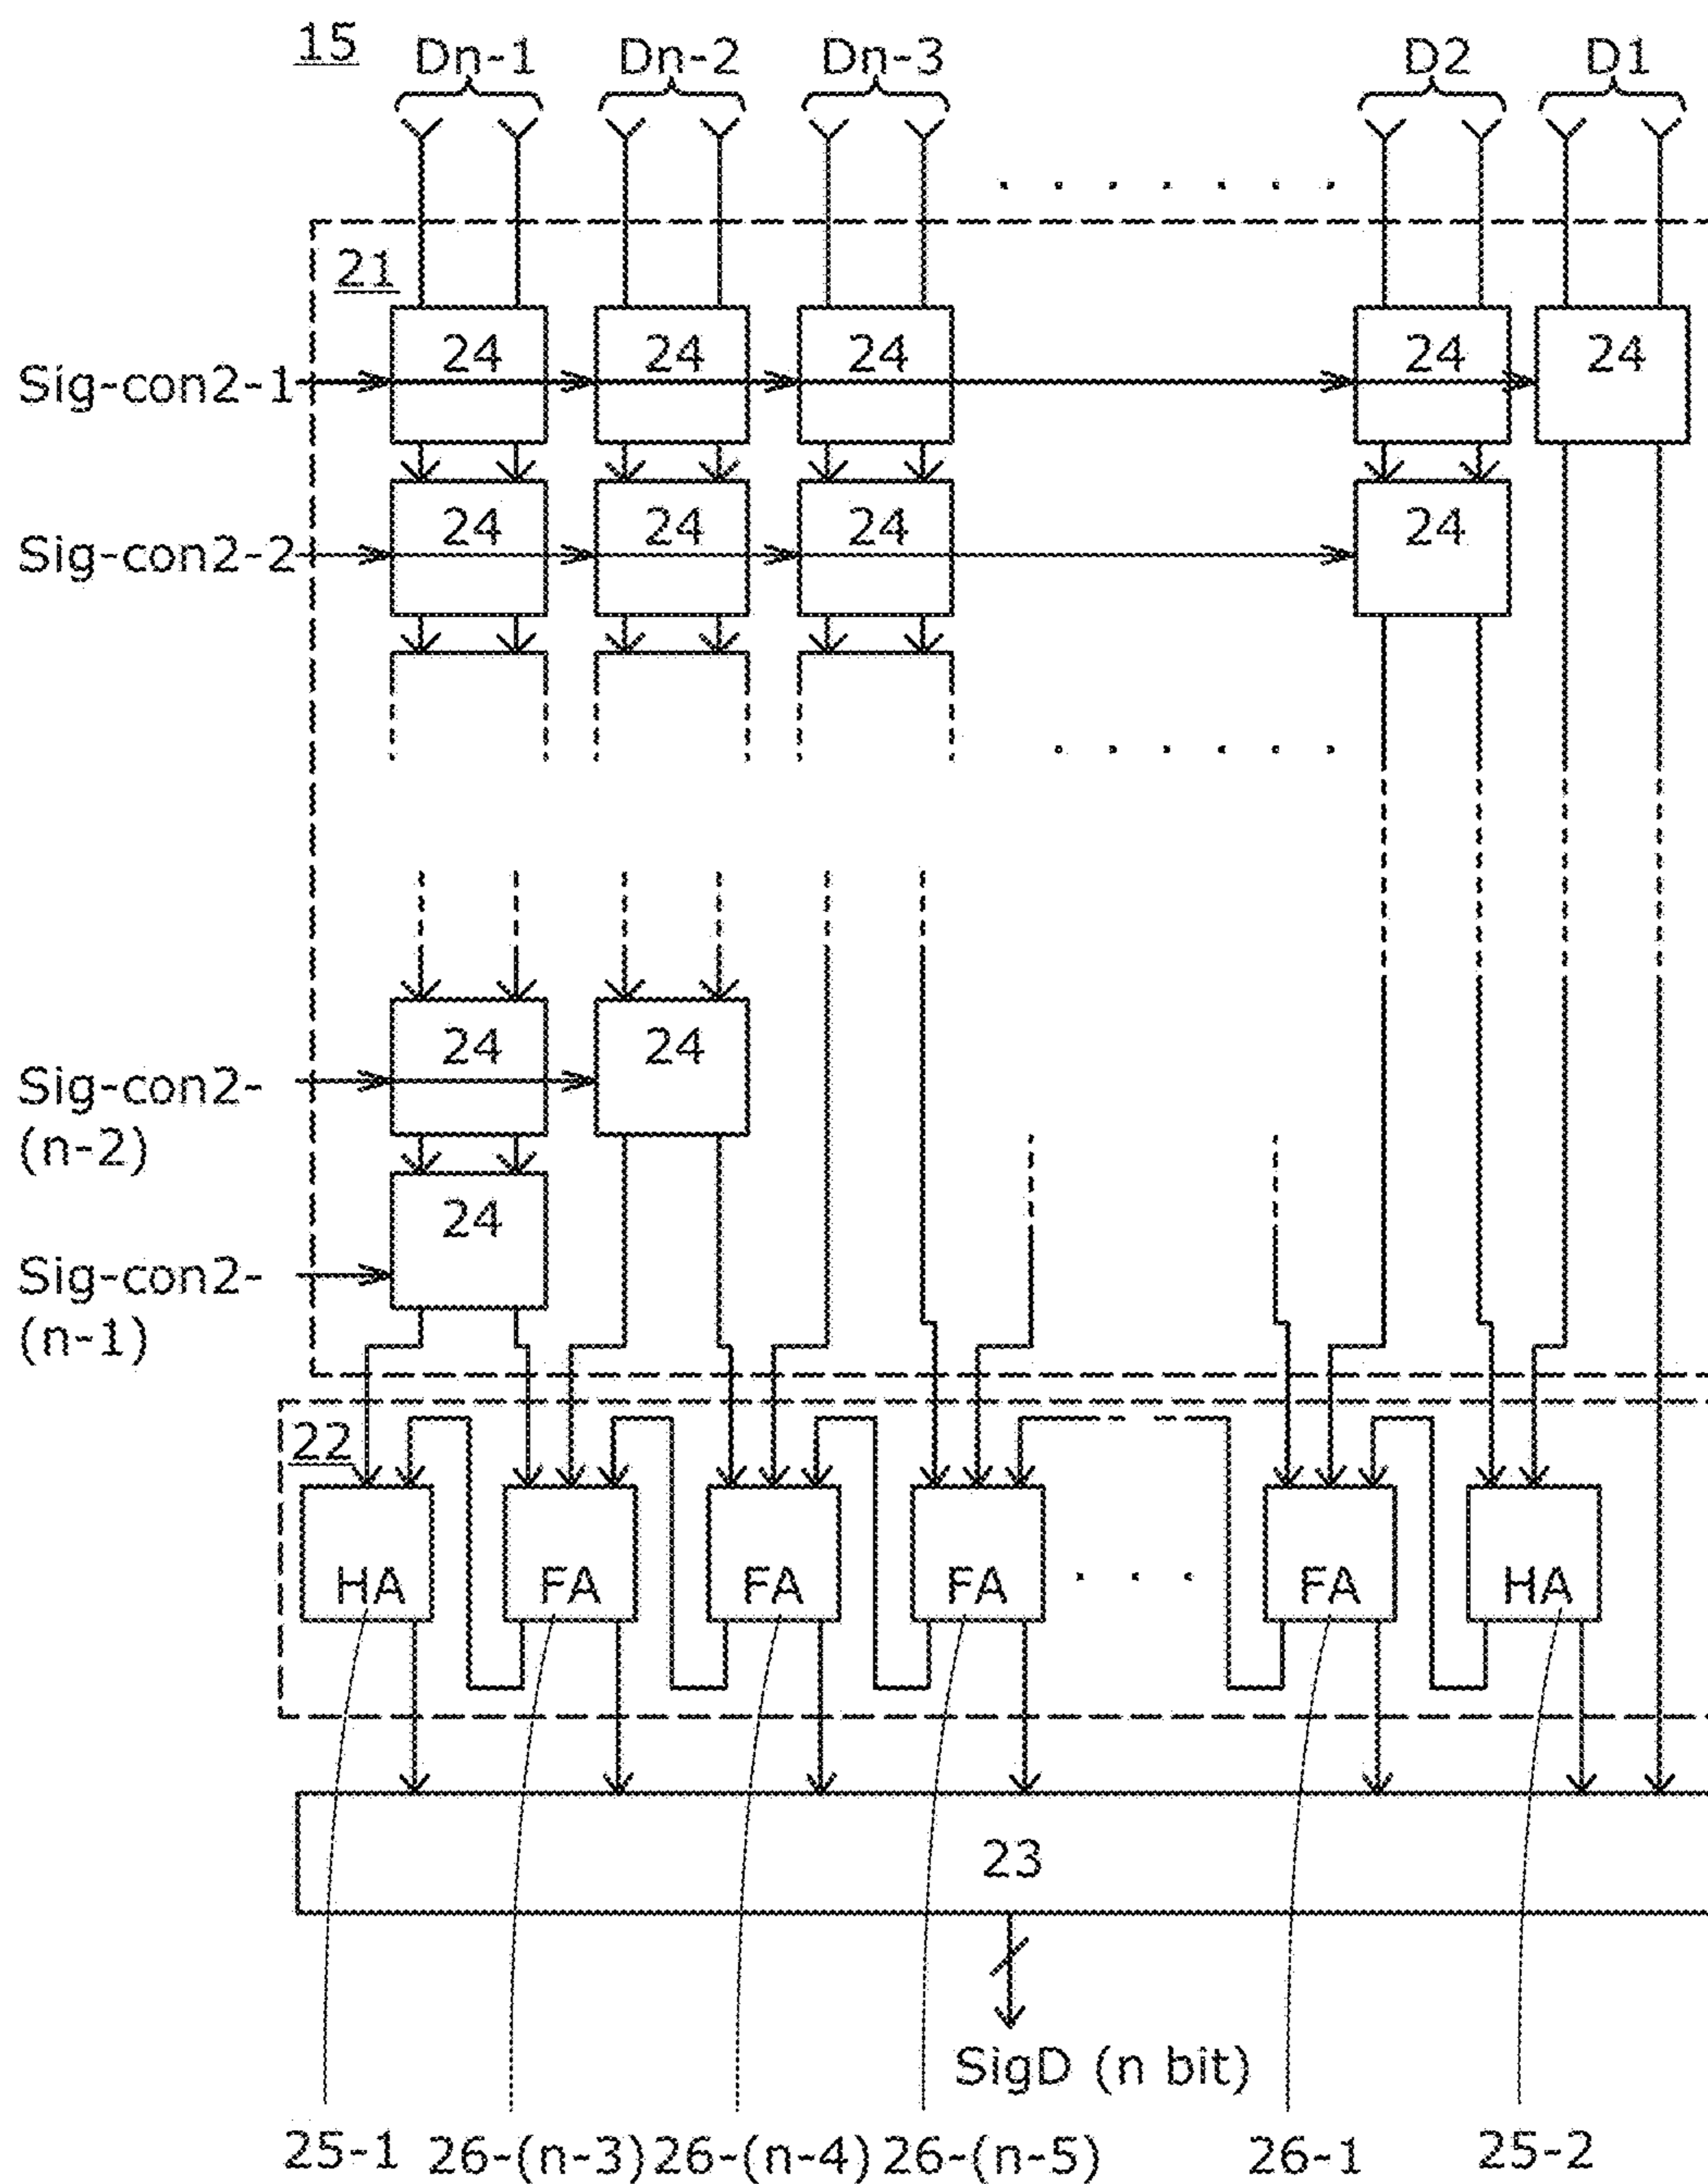 15
Dn-1 Dn-2 Dn-3 D2 D1
21
24 24 24 24 24
Sig-con2-1
24 24 24 24
Sig-con2-2
24 24
Sig-con2-
(n-2)
24
Sig-con2-
(n-1)
22
HA FA FA FA FA HA
23
SigD (n bit)
25-1 26-(n-3) 26-(n-4) 26-(n-5) 26-1 25-2